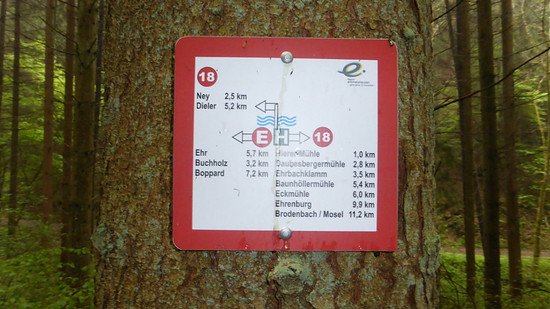 18
Ney 2,5 km
Dieler 5,2 km
E H 18
Ehr 5,7 km
Buchholz 3,2 km
Boppard 7,2 km
Hierer Mühle 1,0 km
Daubesbergermühle 2,8 km
Ehrbachklamm 3,5 km
Baunhöllermühle 5,4 km
Eckmühle 6,0 km
Ehrenburg 9,9 km
Brodenbach / Mosel 11,2 km